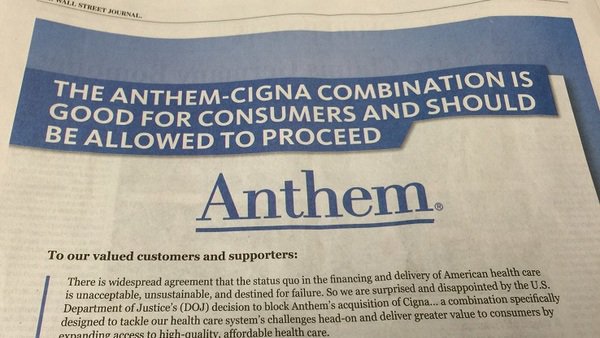 WALL STREET JOURNAL.
THE ANTHEM-CIGNA COMBINATION IS
GOOD FOR CONSUMERS AND SHOULD
BE ALLOWED TO PROCEED
Anthem®
To our valued customers and supporters:
There is widespread agreement that the status quo in the financing and delivery of American health care
is unacceptable, unsustainable, and destined for failure. So we are surprised and disappointed by the U.S.
Department of Justice's (DOJ) decision to block Anthem's acquisition of Cigna... a combination specifically
designed to tackle our health care system's challenges head-on and deliver greater value to consumers by
expanding access to high-quality, affordable health care.